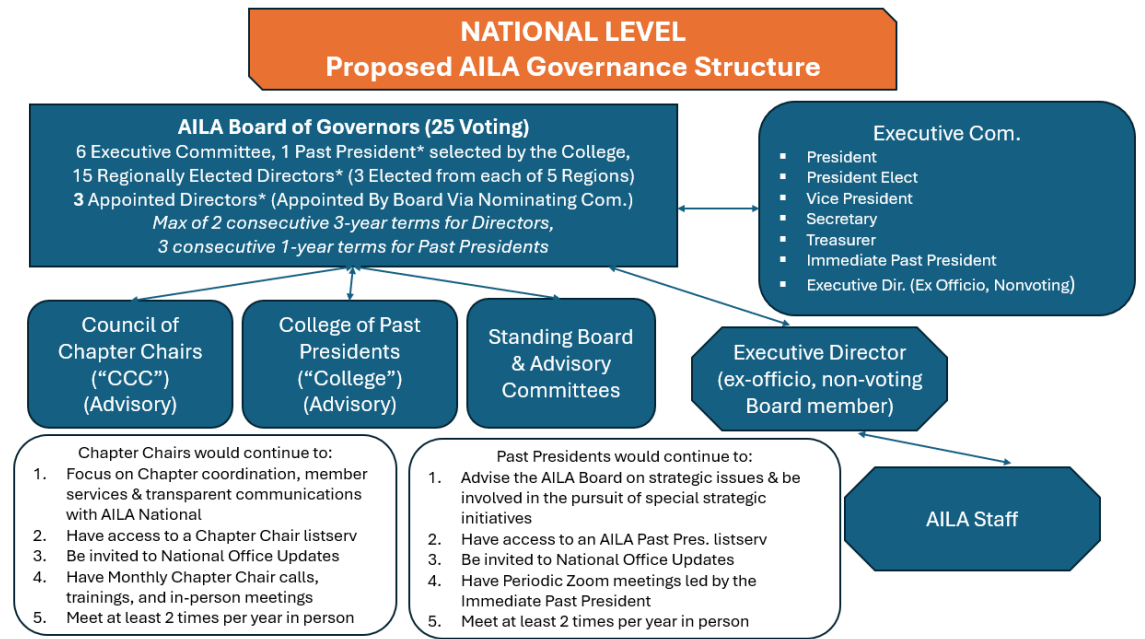 NATIONAL LEVEL
Proposed AILA Governance Structure
AILA Board of Governors (25 Voting)
6 Executive Committee, 1 Past President* selected by the College,
15 Regionally Elected Directors* (3 Elected from each of 5 Regions)
3 Appointed Directors* (Appointed By Board Via Nominating Com.)
Max of 2 consecutive 3-year terms for Directors,
3 consecutive 1-year terms for Past Presidents
Executive Com.
▪ President
▪ President Elect
▪ Vice President
▪ Secretary
▪ Treasurer
▪ Immediate Past President
▪ Executive Dir. (Ex Officio, Nonvoting)
Council of
Chapter Chairs
(“CCC”)
(Advisory)
College of Past
Presidents
(“College”)
(Advisory)
Standing Board
& Advisory
Committees
Executive Director
(ex-officio, non-voting
Board member)
AILA Staff
Chapter Chairs would continue to:
1. Focus on Chapter coordination, member
services & transparent communications
with AILA National
2. Have access to a Chapter Chair listserv
3. Be invited to National Office Updates
4. Have Monthly Chapter Chair calls,
trainings, and in-person meetings
5. Meet at least 2 times per year in person
Past Presidents would continue to:
1. Advise the AILA Board on strategic issues & be
involved in the pursuit of special strategic
initiatives
2. Have access to an AILA Past Pres. listserv
3. Be invited to National Office Updates
4. Have Periodic Zoom meetings led by the
Immediate Past President
5. Meet at least 2 times per year in person